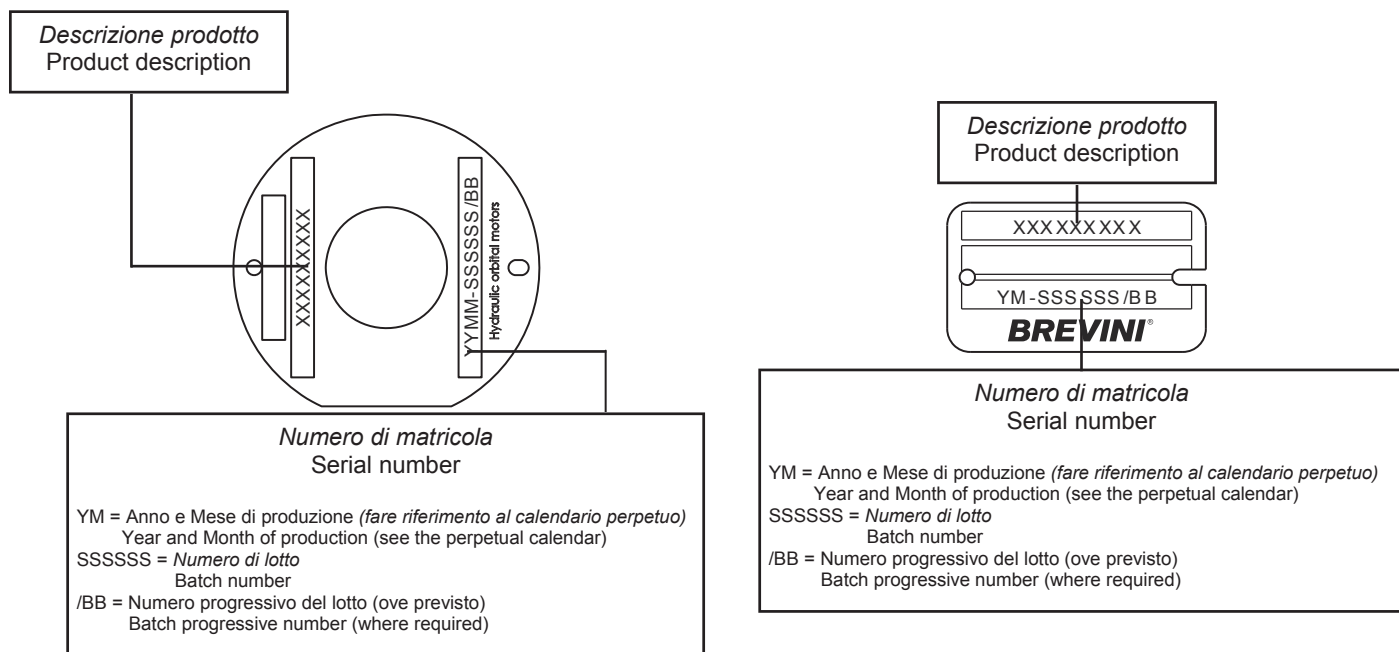 Descrizione prodotto
Product description
XXXXXXXXX
YYMM-SSSSSS/BB
Hydraulic orbital motors
Numero di matricola
Serial number
YM = Anno e Mese di produzione (fare riferimento al calendario perpetuo)
Year and Month of production (see the perpetual calendar)
SSSSSS = Numero di lotto
Batch number
/BB = Numero progressivo del lotto (ove previsto)
Batch progressive number (where required)
Descrizione prodotto
Product description
XXX XXX XXX
YM-SSSSSS/BB
BREVINI®
Numero di matricola
Serial number
YM = Anno e Mese di produzione (fare riferimento al calendario perpetuo)
Year and Month of production (see the perpetual calendar)
SSSSSS = Numero di lotto
Batch number
/BB = Numero progressivo del lotto (ove previsto)
Batch progressive number (where required)